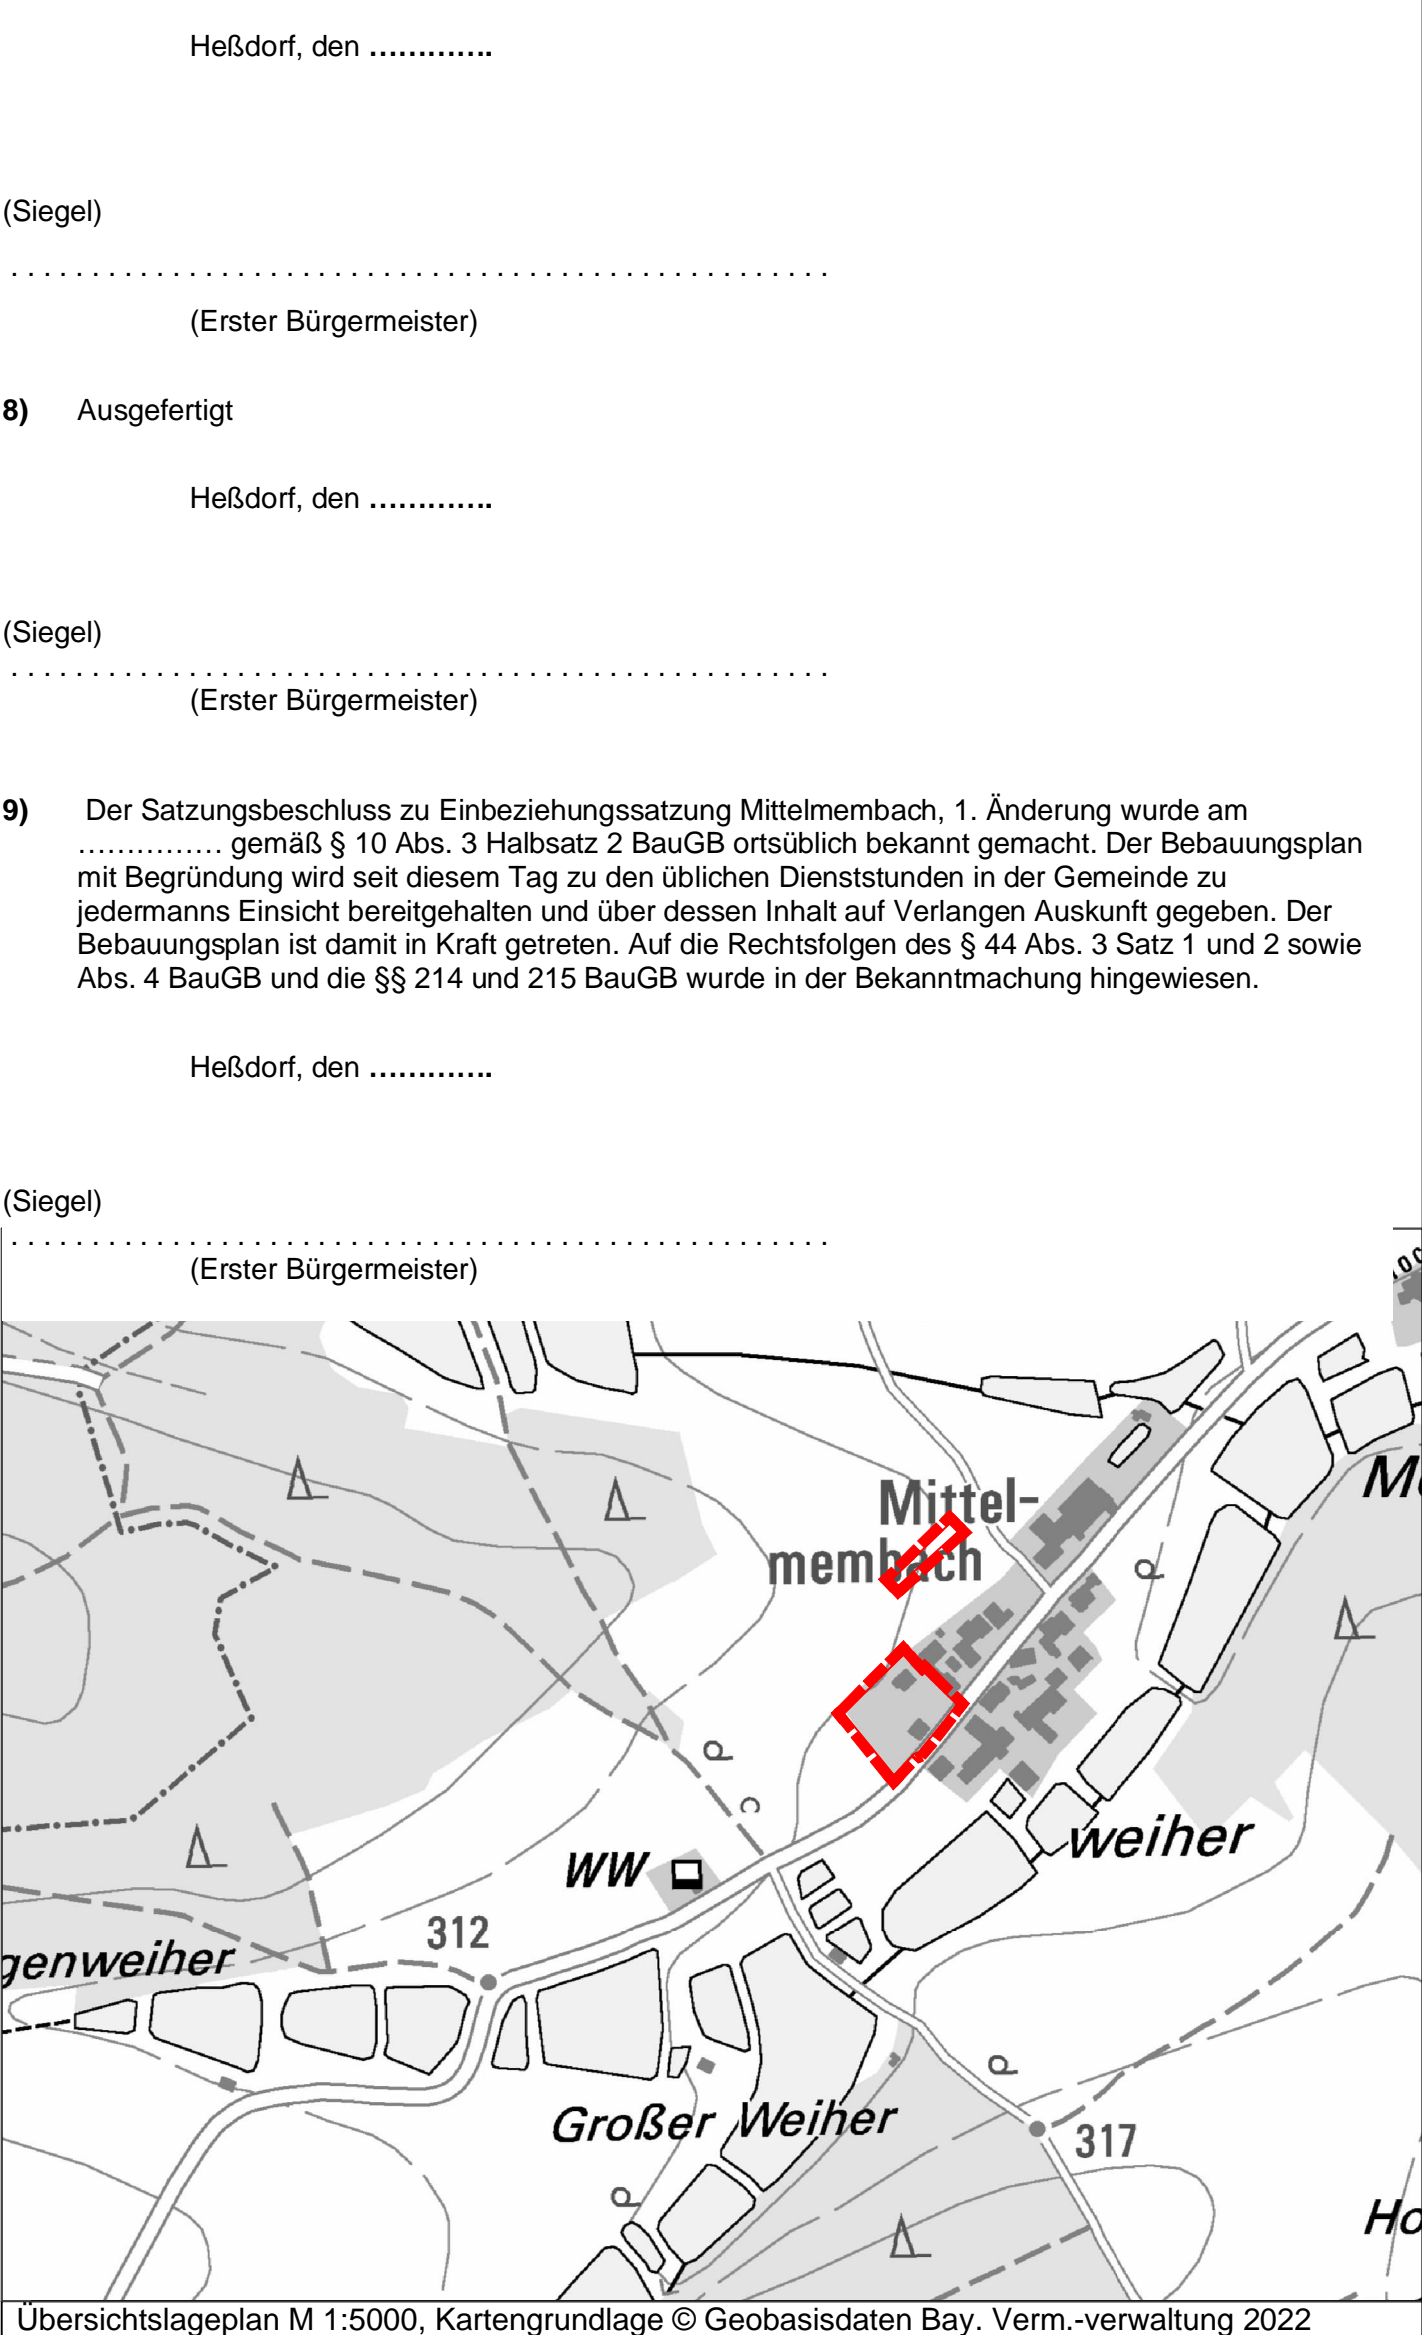 Heßdorf, den …………..
(Siegel)
. . . . . . . . . . . . . . . . . . . . . . . . . . . . . . . . . . . . . . . . . . . . . . . . . . .
(Erster Bürgermeister)
8) Ausgefertigt
Heßdorf, den …………..
(Siegel)
. . . . . . . . . . . . . . . . . . . . . . . . . . . . . . . . . . . . . . . . . . . . . . . . . . .
(Erster Bürgermeister)
9) Der Satzungsbeschluss zu Einbeziehungssatzung Mittelmembach, 1. Änderung wurde am
…………… gemäß § 10 Abs. 3 Halbsatz 2 BauGB ortsüblich bekannt gemacht. Der Bebauungsplan
mit Begründung wird seit diesem Tag zu den üblichen Dienststunden in der Gemeinde zu
jedermanns Einsicht bereitgehalten und über dessen Inhalt auf Verlangen Auskunft gegeben. Der
Bebauungsplan ist damit in Kraft getreten. Auf die Rechtsfolgen des § 44 Abs. 3 Satz 1 und 2 sowie
Abs. 4 BauGB und die §§ 214 und 215 BauGB wurde in der Bekanntmachung hingewiesen.
Heßdorf, den …………..
(Siegel)
. . . . . . . . . . . . . . . . . . . . . . . . . . . . . . . . . . . . . . . . . . . . . . . . . . .
(Erster Bürgermeister)
Mittel-
membach
weiher
WW
312
genweiher
Großer Weiher
317
Ho
Übersichtslageplan M 1:5000, Kartengrundlage © Geobasisdaten Bay. Verm.-verwaltung 2022